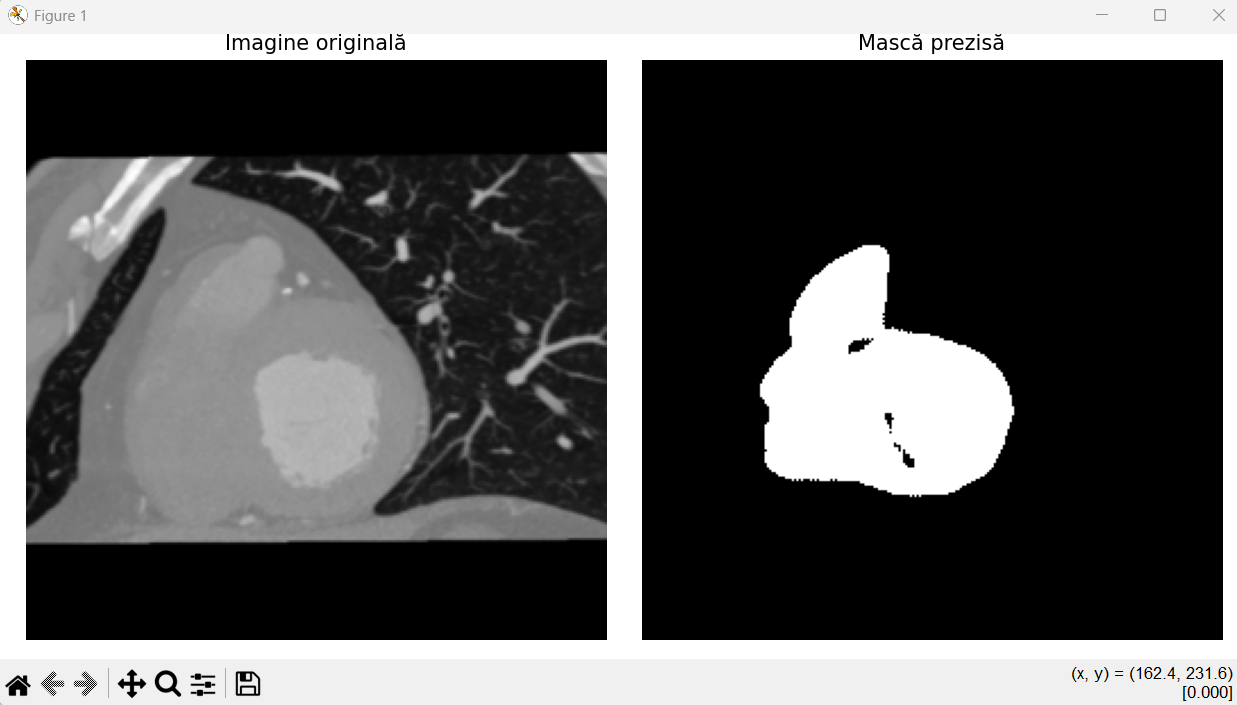 Figure 1
Imagine originală
Mască prezisă
(x, y) = (162.4, 231.6)
[0.000]